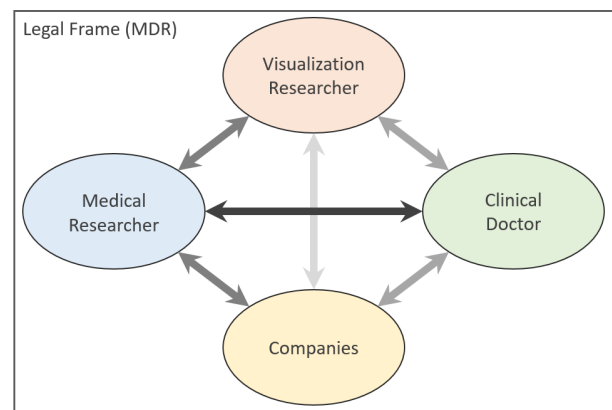 Legal Frame (MDR)
Visualization
Researcher
Medical
Researcher
Clinical
Doctor
Companies